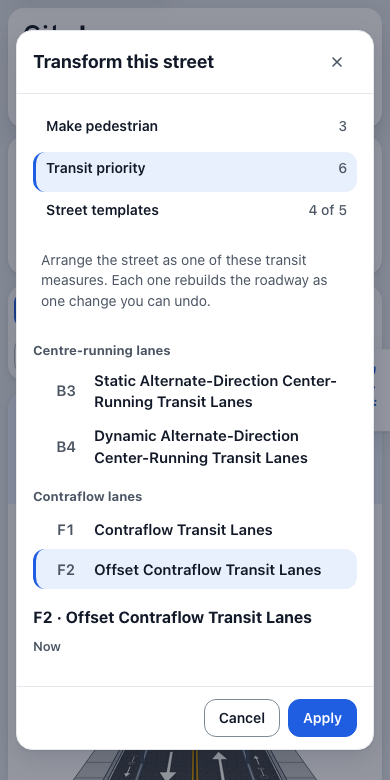 Transform this street
×
Make pedestrian 3
Transit priority 6
Street templates 4 of 5
Arrange the street as one of these transit
measures. Each one rebuilds the roadway as
one change you can undo.
Centre-running lanes
B3 Static Alternate-Direction Center-
Running Transit Lanes
B4 Dynamic Alternate-Direction
Center-Running Transit Lanes
Contraflow lanes
F1 Contraflow Transit Lanes
F2 Offset Contraflow Transit Lanes
F2 · Offset Contraflow Transit Lanes
Now
Cancel Apply